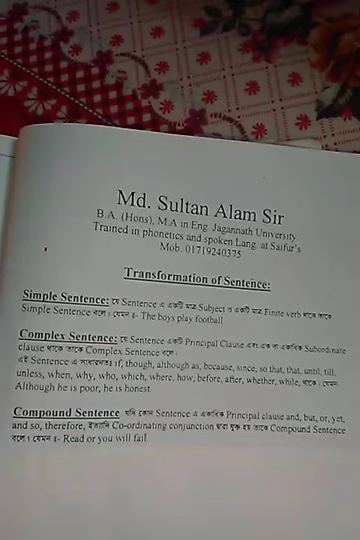 Md. Sultan Alam Sir
B.A. (Hons), M.A in Eng. Jagannath University.
Trained in phonetics and spoken Lang. at Saifur's
Mob. 01719240375
Transformation of Sentence:
Simple Sentence: যে Sentence এ একটি মাত্র Subject ও একটি মাত্র Finite verb থাকে তাকে
Simple Sentence বলে। যেমন ঃ- The boys play football
Complex Sentence: যে Sentence একটি Principal Clause এবং এক বা একাধিক Subordinate
clause থাকে তাকে Complex Sentence বলে।
এই Sentence এ সাধারনতঃ if, though, although as, because, since, so that, that, until, till,
unless, when, why, who, which, where, how, before, after, whether, while, থাকে। যেমন
Although he is poor, he is honest
Compound Sentence যদি কোন Sentence এ একাধিক Principal clause and, but, or, yet,
and so, therefore, ইত্যাদি Co-ordinating conjunction দ্বারা যুক্ত হয় তাকে Compound Sentence
বলে। যেমন ঃ- Read or you will fail